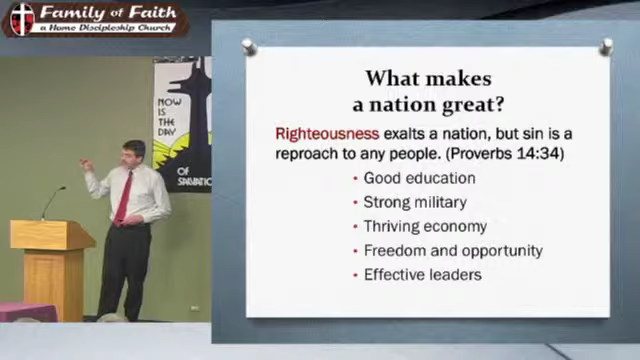 Family of Faith
a Home Discipleship Church
NOW
IS THE
DAY
OF
SALVATION
What makes
a nation great?
Righteousness exalts a nation, but sin is a
reproach to any people. (Proverbs 14:34)
• Good education
• Strong military
• Thriving economy
• Freedom and opportunity
• Effective leaders